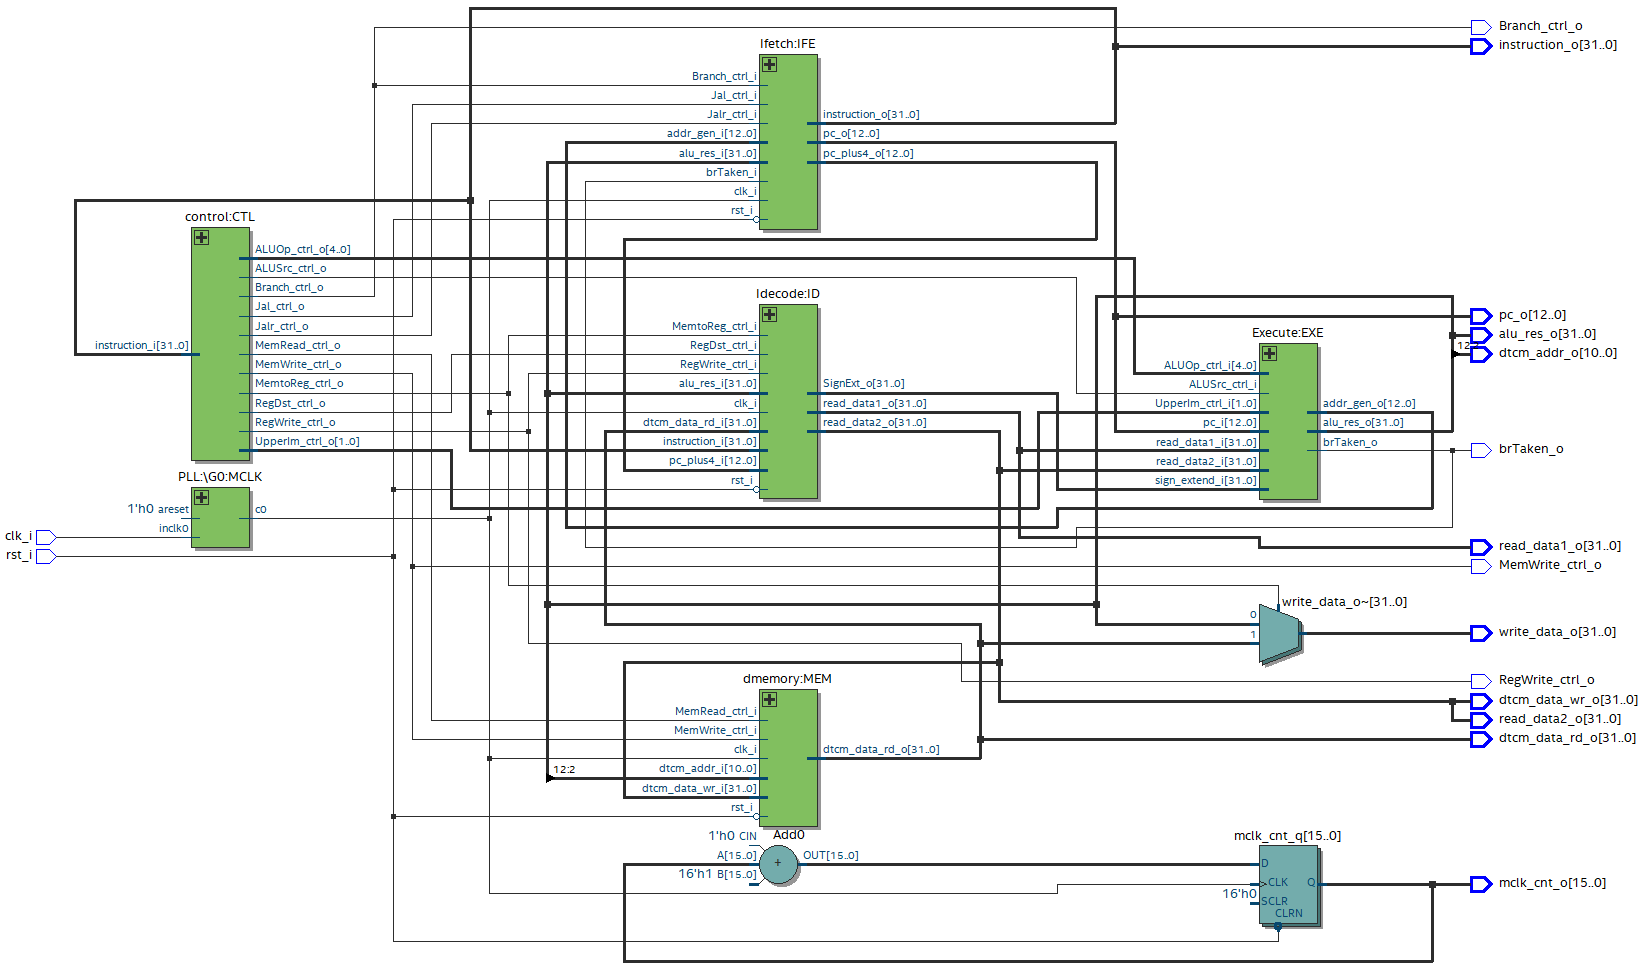 Branch_ctrl_o
instruction_o[31..0]
Ifetch:IFE
Branch_ctrl_i
Jal_ctrl_i
Jalr_ctrl_i
addr_gen_i[12..0]
alu_res_i[31..0]
brTaken_i
clk_i
rst_i
instruction_o[31..0]
pc_o[12..0]
pc_plus4_o[12..0]
control:CTL
instruction_i[31..0]
ALUOp_ctrl_o[4..0]
ALUSrc_ctrl_o
Branch_ctrl_o
Jal_ctrl_o
Jalr_ctrl_o
MemRead_ctrl_o
MemWrite_ctrl_o
MemtoReg_ctrl_o
RegDst_ctrl_o
RegWrite_ctrl_o
UpperIm_ctrl_o[1..0]
Idecode:ID
MemtoReg_ctrl_i
RegDst_ctrl_i
RegWrite_ctrl_i
alu_res_i[31..0]
clk_i
dtcm_data_rd_i[31..0]
instruction_i[31..0]
pc_plus4_i[12..0]
rst_i
SignExt_o[31..0]
read_data1_o[31..0]
read_data2_o[31..0]
Execute:EXE
ALUOp_ctrl_i[4..0]
ALUSrc_ctrl_i
UpperIm_ctrl_i[1..0]
pc_i[12..0]
read_data1_i[31..0]
read_data2_i[31..0]
sign_extend_i[31..0]
addr_gen_o[12..0]
alu_res_o[31..0]
brTaken_o
pc_o[12..0]
alu_res_o[31..0]
12:2
dtcm_addr_o[10..0]
brTaken_o
PLL:\G0:MCLK
1'h0 areset
inclk0
c0
clk_i
rst_i
read_data1_o[31..0]
MemWrite_ctrl_o
write_data_o~[31..0]
0
1
write_data_o[31..0]
RegWrite_ctrl_o
dtcm_data_wr_o[31..0]
read_data2_o[31..0]
dtcm_data_rd_o[31..0]
dmemory:MEM
MemRead_ctrl_i
MemWrite_ctrl_i
clk_i
12:2
dtcm_addr_i[10..0]
dtcm_data_wr_i[31..0]
rst_i
dtcm_data_rd_o[31..0]
Add0
1'h0 CIN
A[15..0]
16'h1 B[15..0]
+
OUT[15..0]
mclk_cnt_q[15..0]
D
CLK
16'h0
SCLR
CLRN
Q
mclk_cnt_o[15..0]